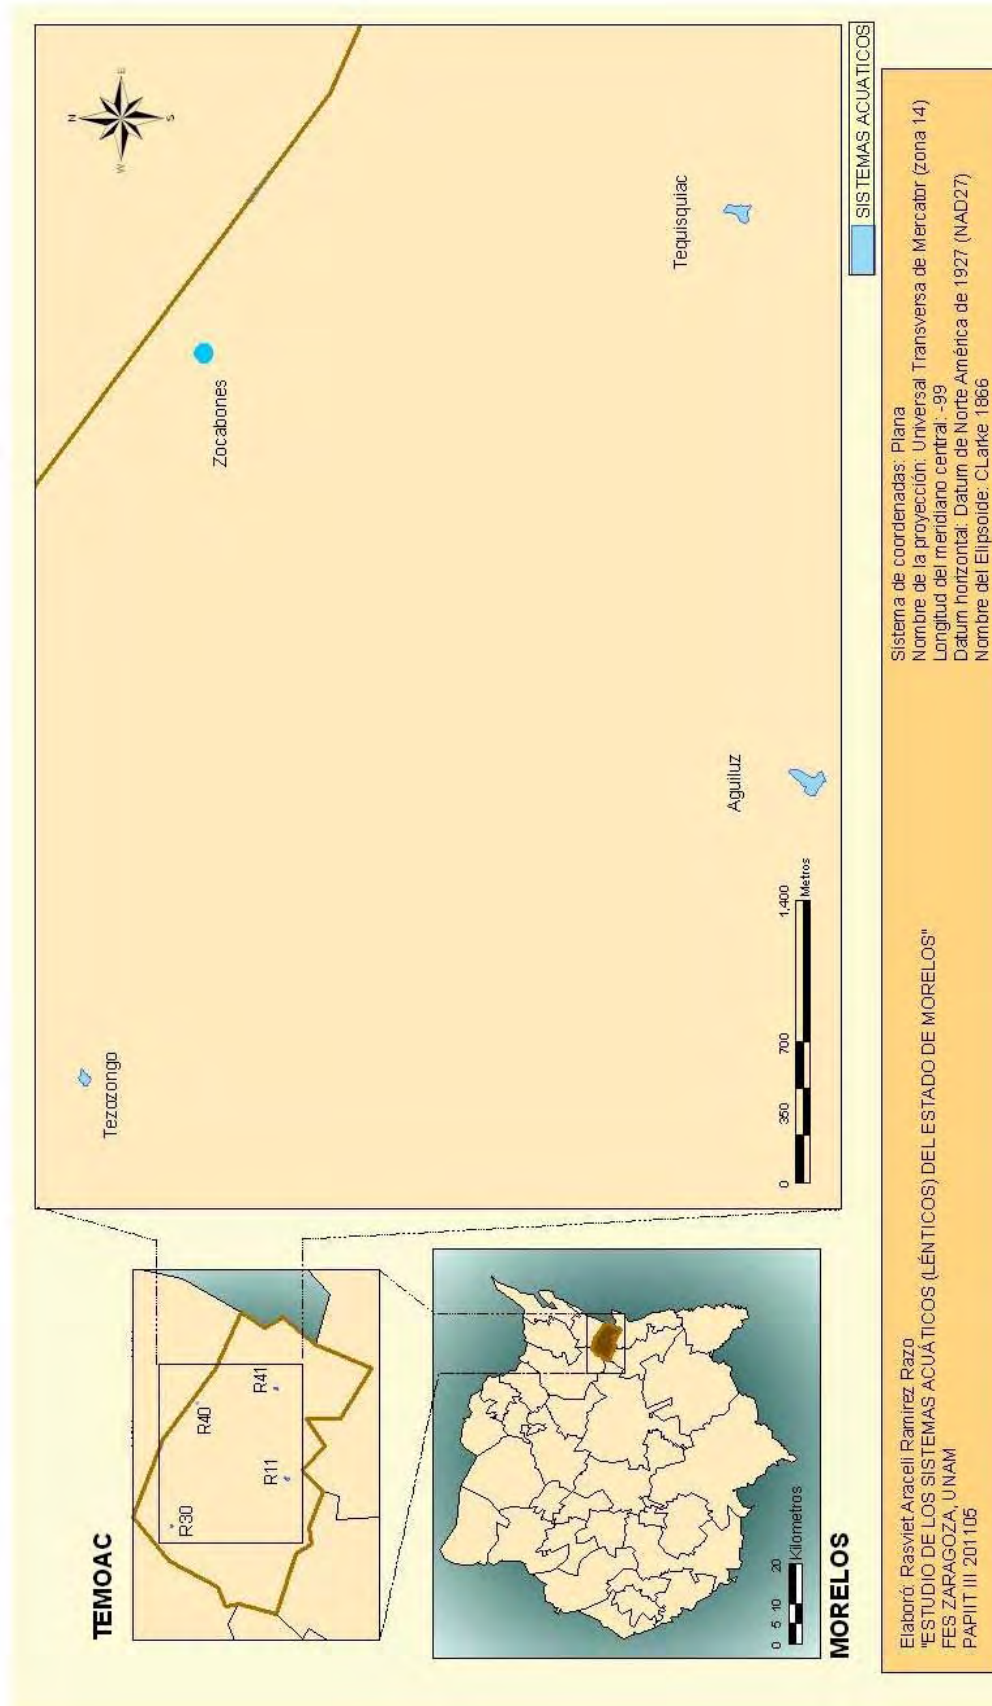 TEMOAC
R30
R40
R11
R41
MORELOS
0 5 10 20
Kilometros
N
W
E
S
Tezozongo
Zocabones
Aguiluz
Tequisquiac
0 350 700 1,400
Metros
SISTEMAS ACUATICOS
Elaboró: Rasviet Araceli Ramirez Razo
"ESTUDIO DE LOS SISTEMAS ACUÁTICOS (LÉNTICOS) DEL ESTADO DE MORELOS"
FES ZARAGOZA, UNAM
PAPIIT III 201105
Sistema de coordenadas: Plana
Nombre de la proyección: Universal Transversa de Mercator (zona 14)
Longitud del meridiano central: -99
Datum horizontal: Datum de Norte América de 1927 (NAD27)
Nombre del Elipsoide: CLarke 1866